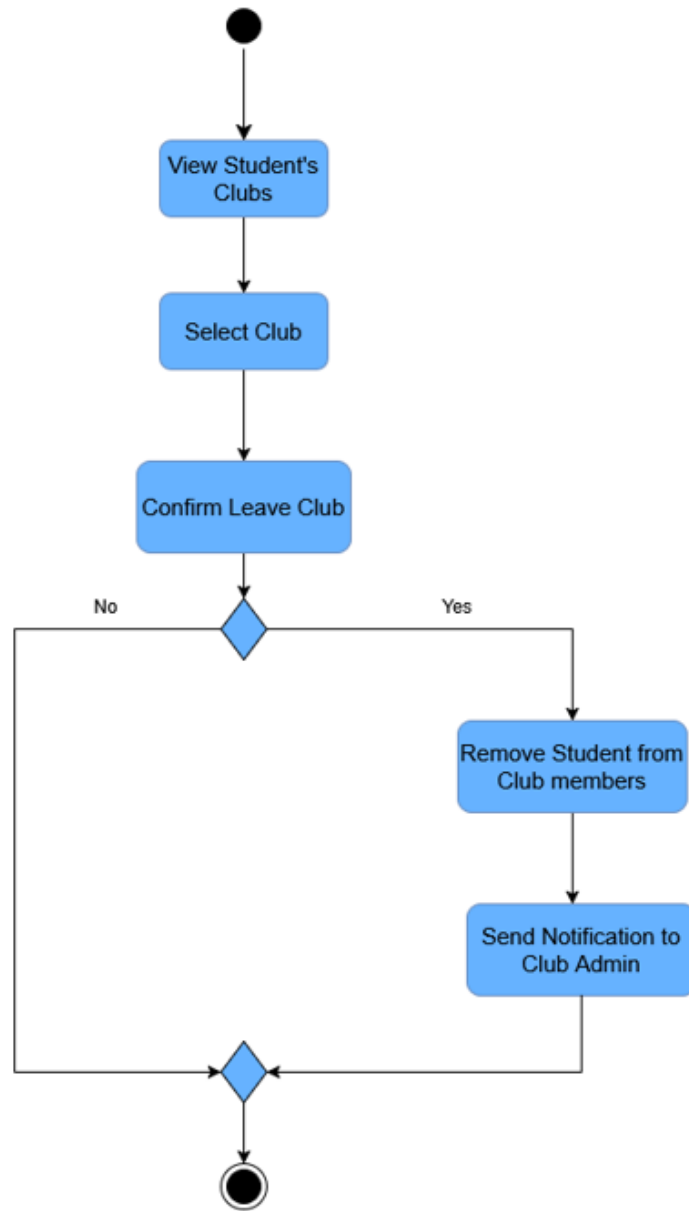 View Student's
Clubs
Select Club
Confirm Leave Club
No
Yes
Remove Student from
Club members
Send Notification to
Club Admin